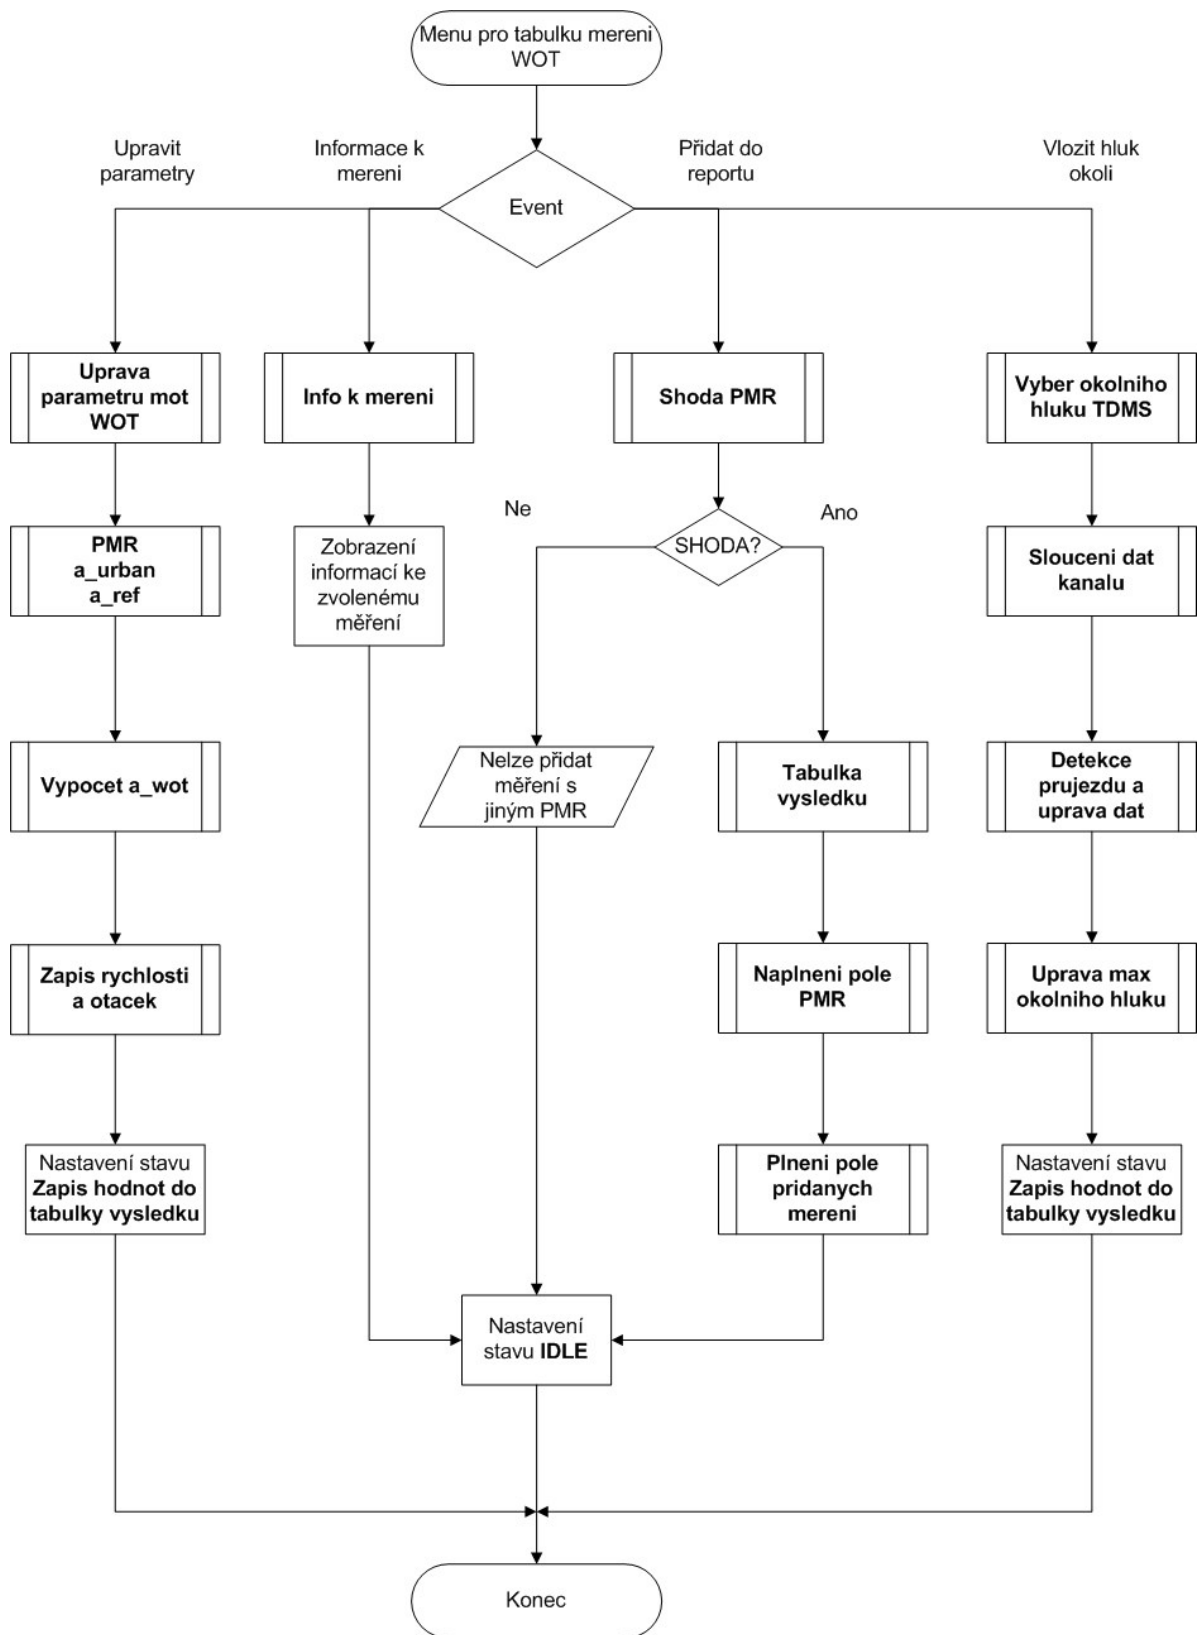 Menu pro tabulku mereni
WOT
Upravit
parametry
Informace k
mereni
Přidat do
reportu
Vlozit hluk
okoli
Event
Uprava
parametru mot
WOT
Info k mereni
Shoda PMR
Vyber okolniho
hluku TDMS
Ne
Ano
PMR
a_urban
a_ref
Zobrazení
informací ke
zvolenému
měření
SHODA?
Slouceni dat
kanalu
Vypocet a_wot
Nelze přidat
měření s
jiným PMR
Tabulka
vysledku
Detekce
prujezdu a
uprava dat
Zapis rychlosti
a otacek
Naplneni pole
PMR
Uprava max
okolniho hluku
Nastavení stavu
Zapis hodnot do
tabulky vysledku
Plneni pole
pridanych
mereni
Nastavení stavu
Zapis hodnot do
tabulky vysledku
Nastavení
stavu IDLE
Konec